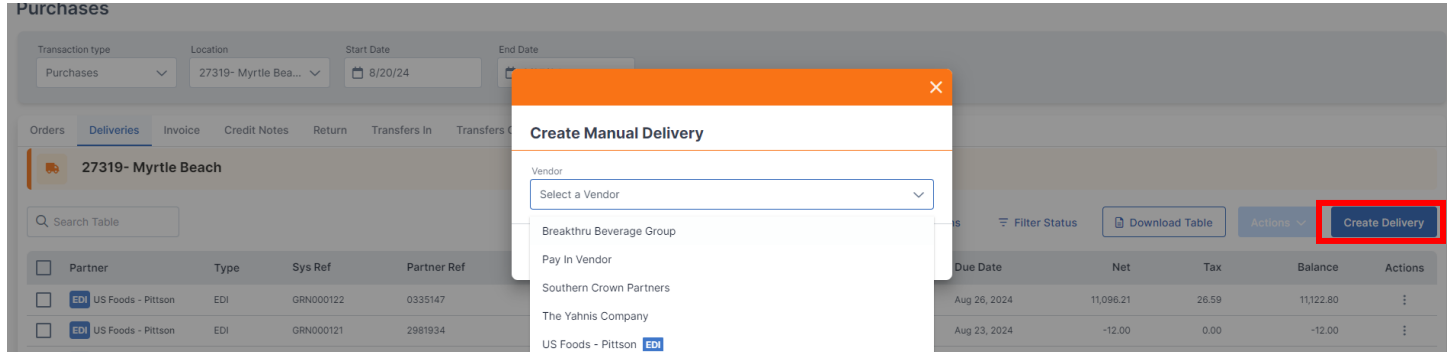 Purchases
Transaction type Location Start Date End Date
Purchases 27319- Myrtle Bea... 8/20/24
Orders Deliveries Invoice Credit Notes Return Transfers In Transfers
27319- Myrtle Beach
Search Table
Filter Status Download Table Actions Create Delivery
Create Manual Delivery
Vendor
Select a Vendor
Breakthru Beverage Group
Pay In Vendor
Southern Crown Partners
The Yahnis Company
US Foods - Pittson EDI
Partner Type Sys Ref Partner Ref Due Date Net Tax Balance Actions
EDI US Foods - Pittson EDI GRN000122 0335147 Aug 26, 2024 11,096.21 26.59 11,122.80
EDI US Foods - Pittson EDI GRN000121 2981934 Aug 23, 2024 -12.00 0.00 -12.00